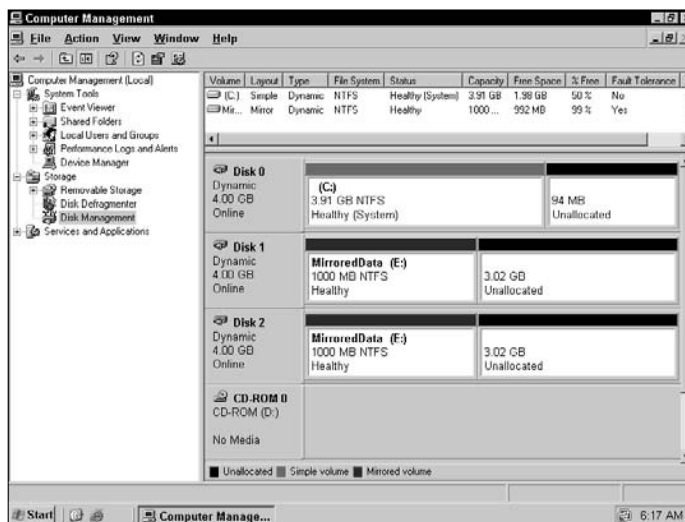 Computer Management
File Action View Window Help
Computer Management (Local)
System Tools
Event Viewer
Shared Folders
Local Users and Groups
Performance Logs and Alerts
Device Manager
Storage
Removable Storage
Disk Defragmenter
Disk Management
Services and Applications
Volume Layout Type File System Status Capacity Free Space % Free Fault Tolerance
(C:) Simple Dynamic NTFS Healthy (System) 3.91 GB 1.98 GB 50 % No
Mir... Mirror Dynamic NTFS Healthy 1000 ... 992 MB 99 % Yes
Disk 0
Dynamic
4.00 GB
Online
(C:)
3.91 GB NTFS
Healthy (System)
94 MB
Unallocated
Disk 1
Dynamic
4.00 GB
Online
MirroredData (E:)
1000 MB NTFS
Healthy
3.02 GB
Unallocated
Disk 2
Dynamic
4.00 GB
Online
MirroredData (E:)
1000 MB NTFS
Healthy
3.02 GB
Unallocated
CD-ROM 0
CD-ROM (D:)
No Media
Unallocated Simple volume Mirrored volume
Start Computer Manage... 6:17 AM